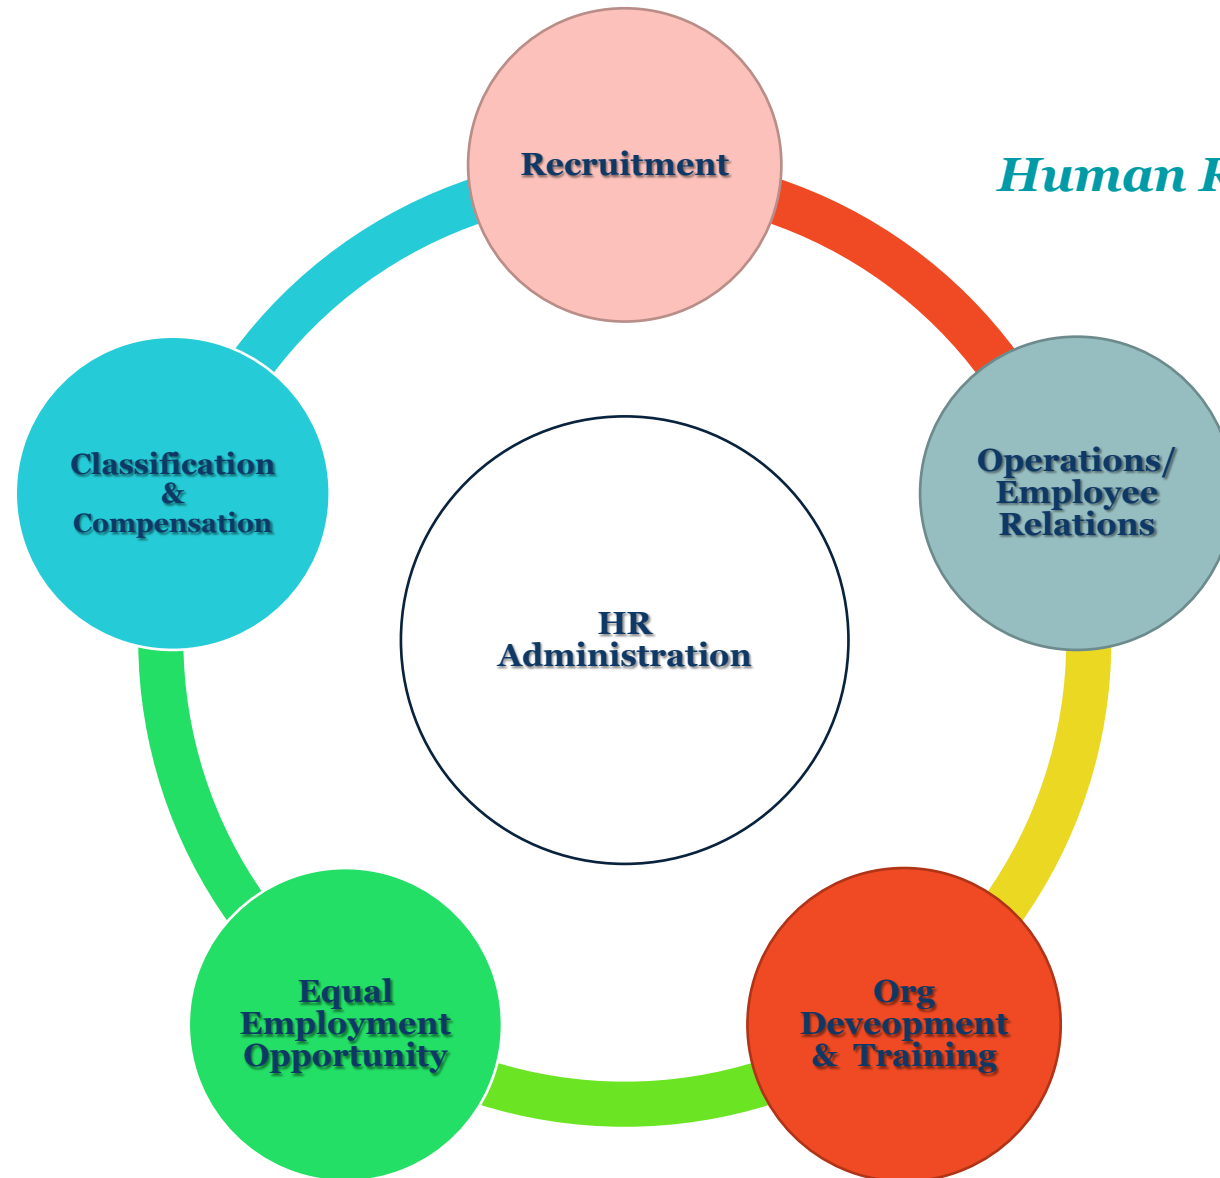 Recruitment
Human R
Classification
&
Compensation
Operations/
Employee
Relations
HR
Administration
Equal
Employment
Opportunity
Org
Deveopment
& Training